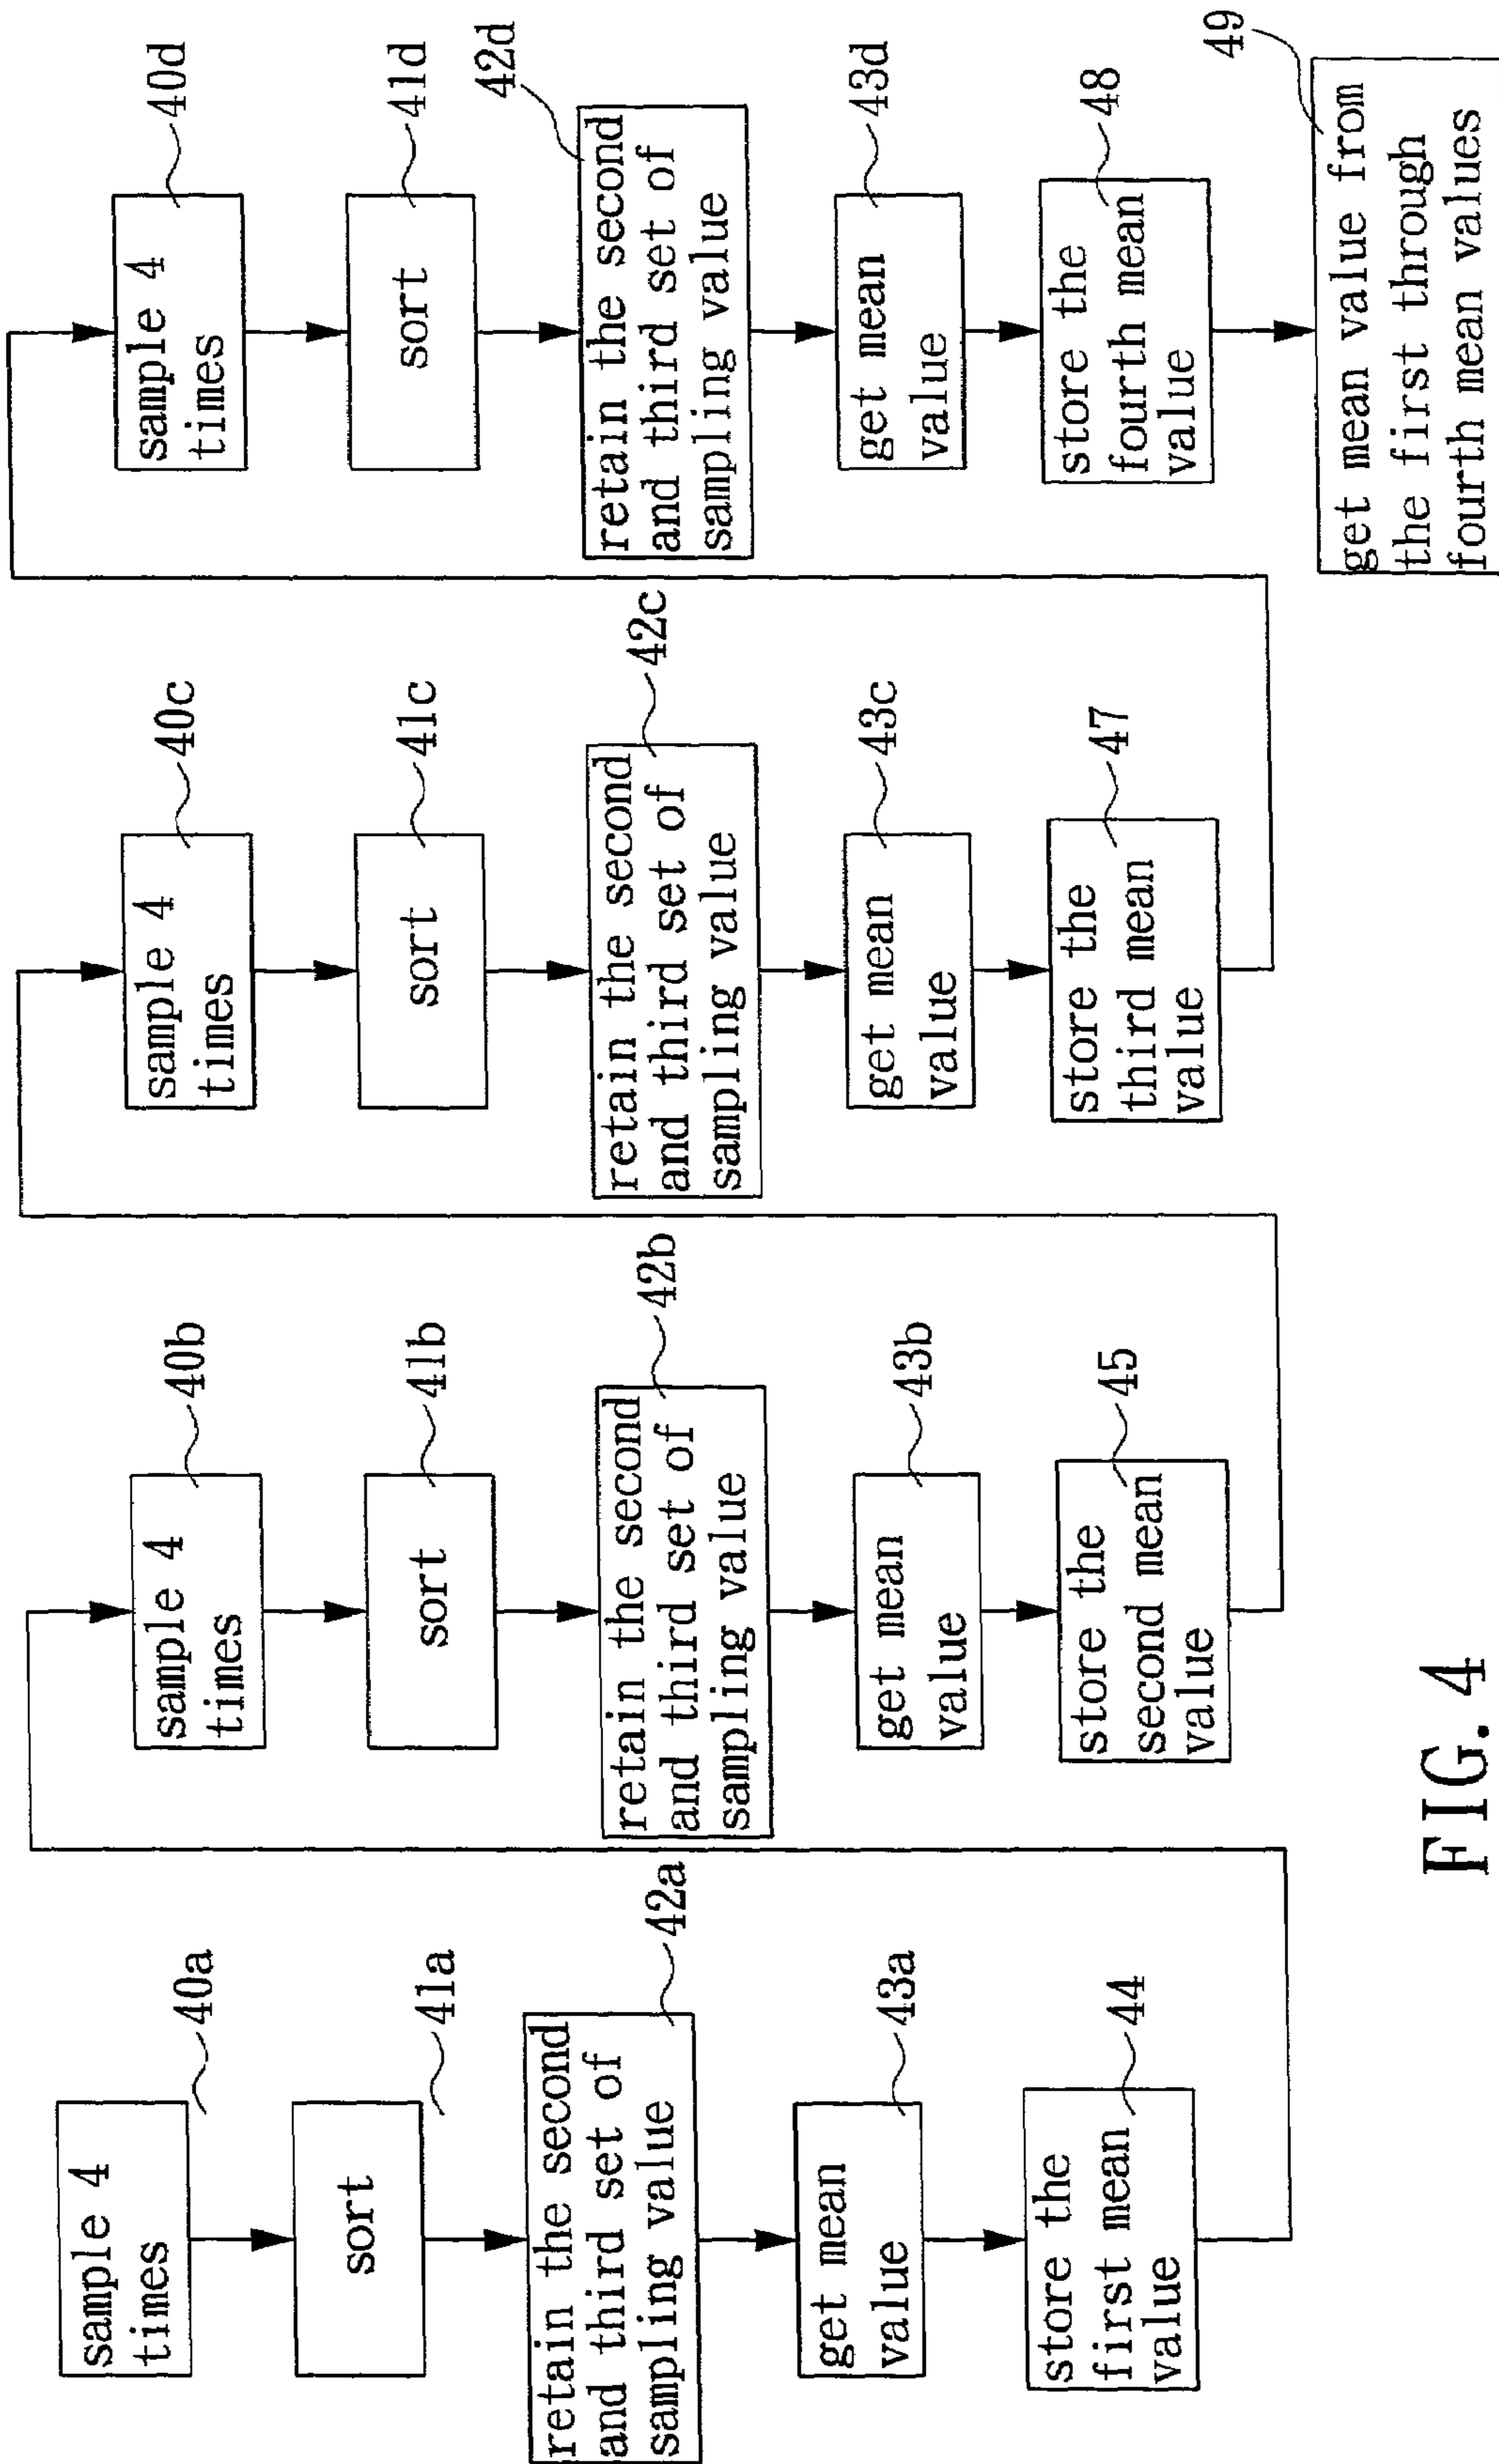 sample 4
times
40a
sort
41a
retain the second
and third set of
sampling value
42a
get mean
value
43a
store the
first mean
value
44
sample 4
times
40b
sort
41b
retain the second
and third set of
sampling value
42b
get mean
value
43b
store the
second mean
value
45
sample 4
times
40c
sort
41c
retain the second
and third set of
sampling value
42c
get mean
value
43c
store the
third mean
value
47
sample 4
times
40d
sort
41d
retain the second
and third set of
sampling value
42d
get mean
value
43d
store the
fourth mean
value
48
get mean value from
the first through
fourth mean values
49
FIG. 4